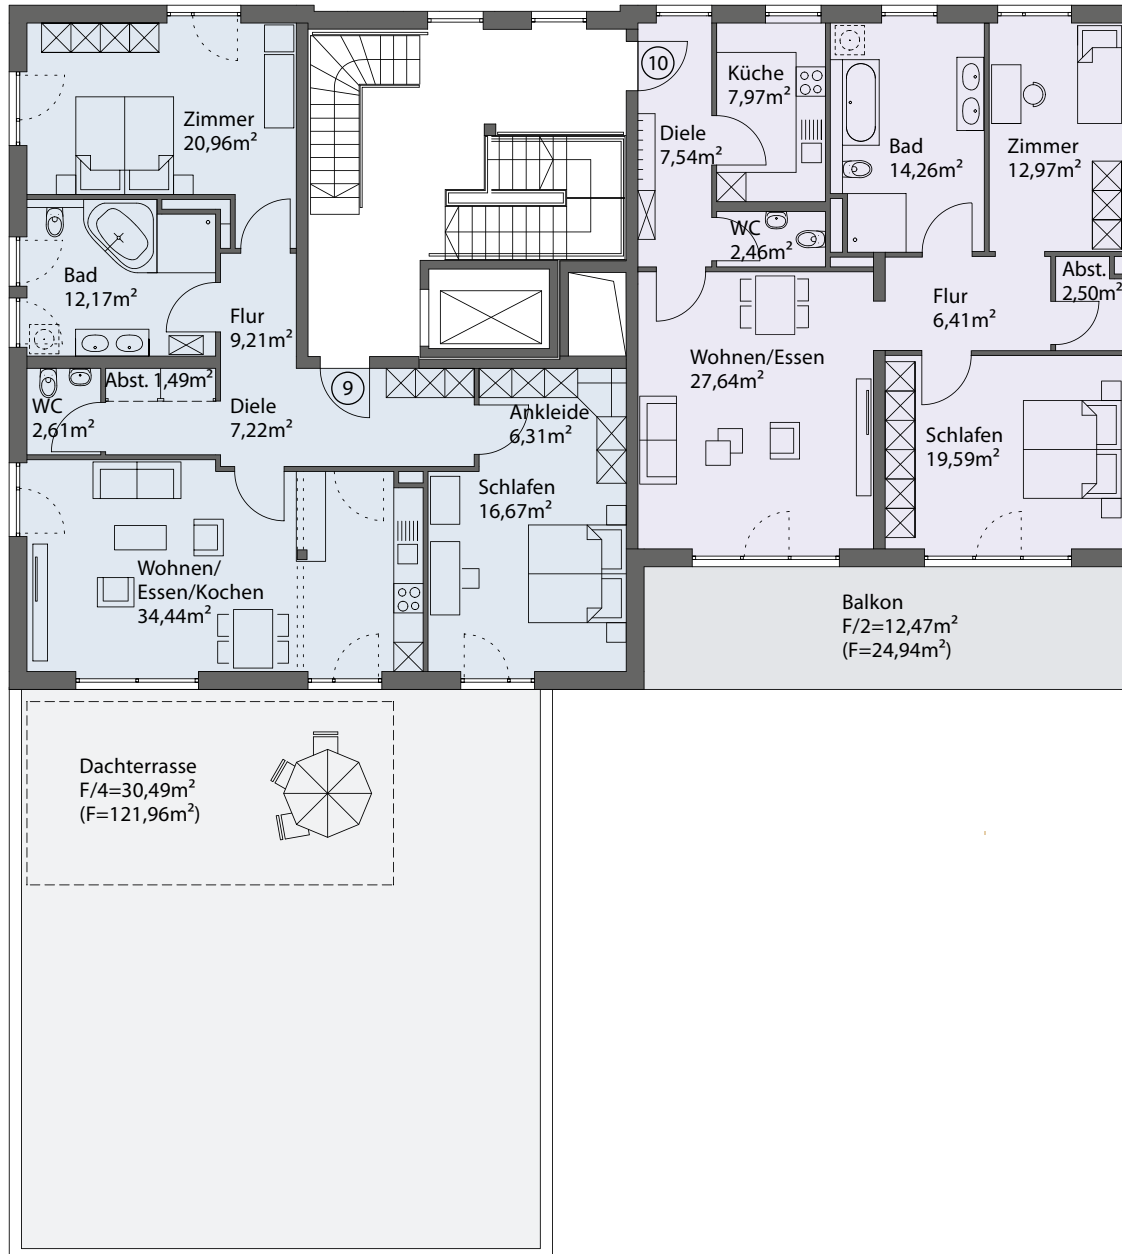 Zimmer
20,96m²
Bad
12,17m²
Flur
9,21m²
WC
2,61m²
Abst. 1,49m²
Diele
7,22m²
9
Ankleide
6,31m²
Schlafen
16,67m²
Wohnen/
Essen/Kochen
34,44m²
Dachterrasse
F/4=30,49m²
(F=121,96m²)
10
Diele
7,54m²
Küche
7,97m²
WC
2,46m²
Bad
14,26m²
Zimmer
12,97m²
Abst.
2,50m²
Flur
6,41m²
Wohnen/Essen
27,64m²
Schlafen
19,59m²
Balkon
F/2=12,47m²
(F=24,94m²)